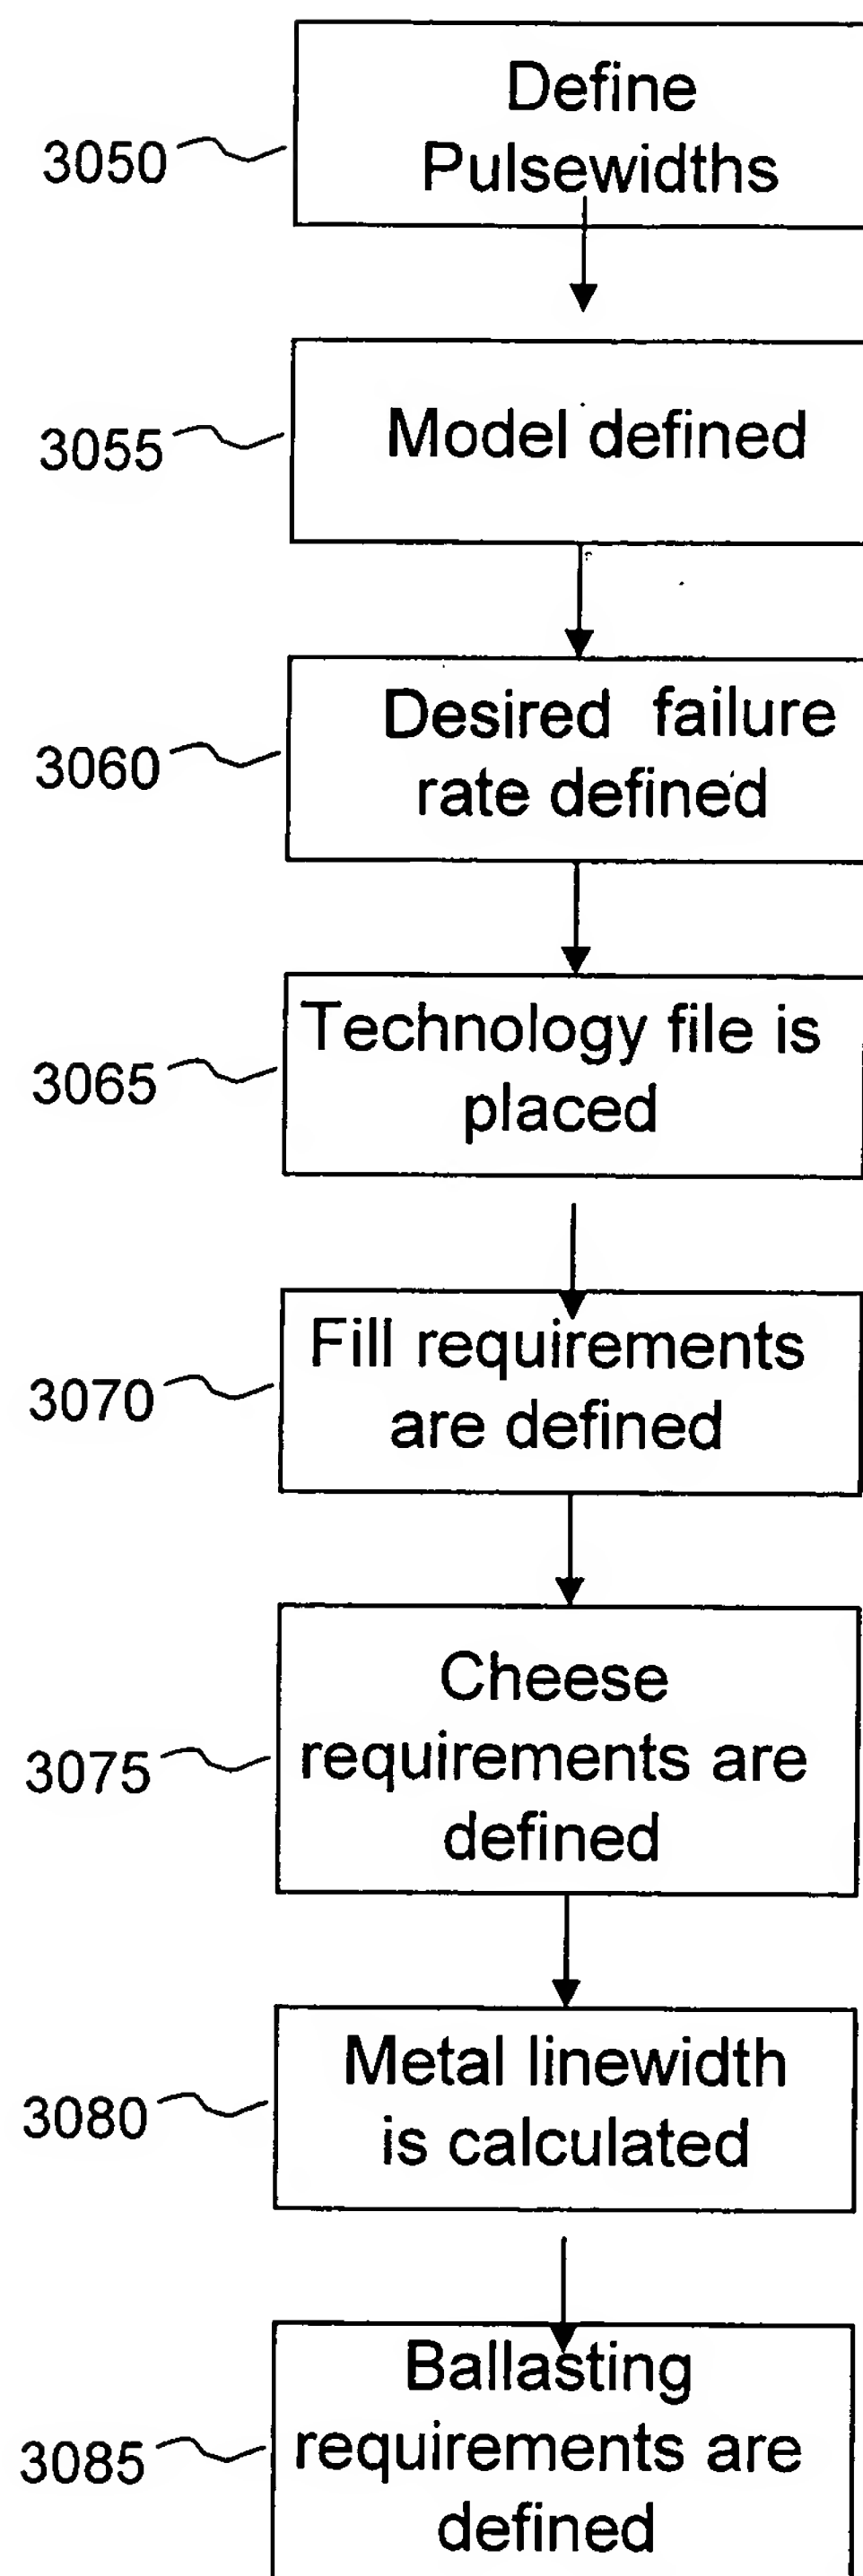 Define
3050
Pulsewidths
3055
Model defined
Desired failure
3060
rate defined
Technology file is
3065
placed
Fill requirements
3070
are defined
Cheese
3075
requirements are
defined
Metal linewidth
3080
is calculated
Ballasting
3085
requirements are
defined